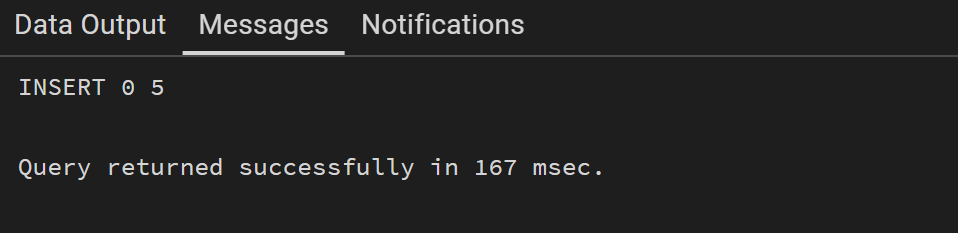 Data Output Messages Notifications
INSERT 0 5
Query returned successfully in 167 msec.